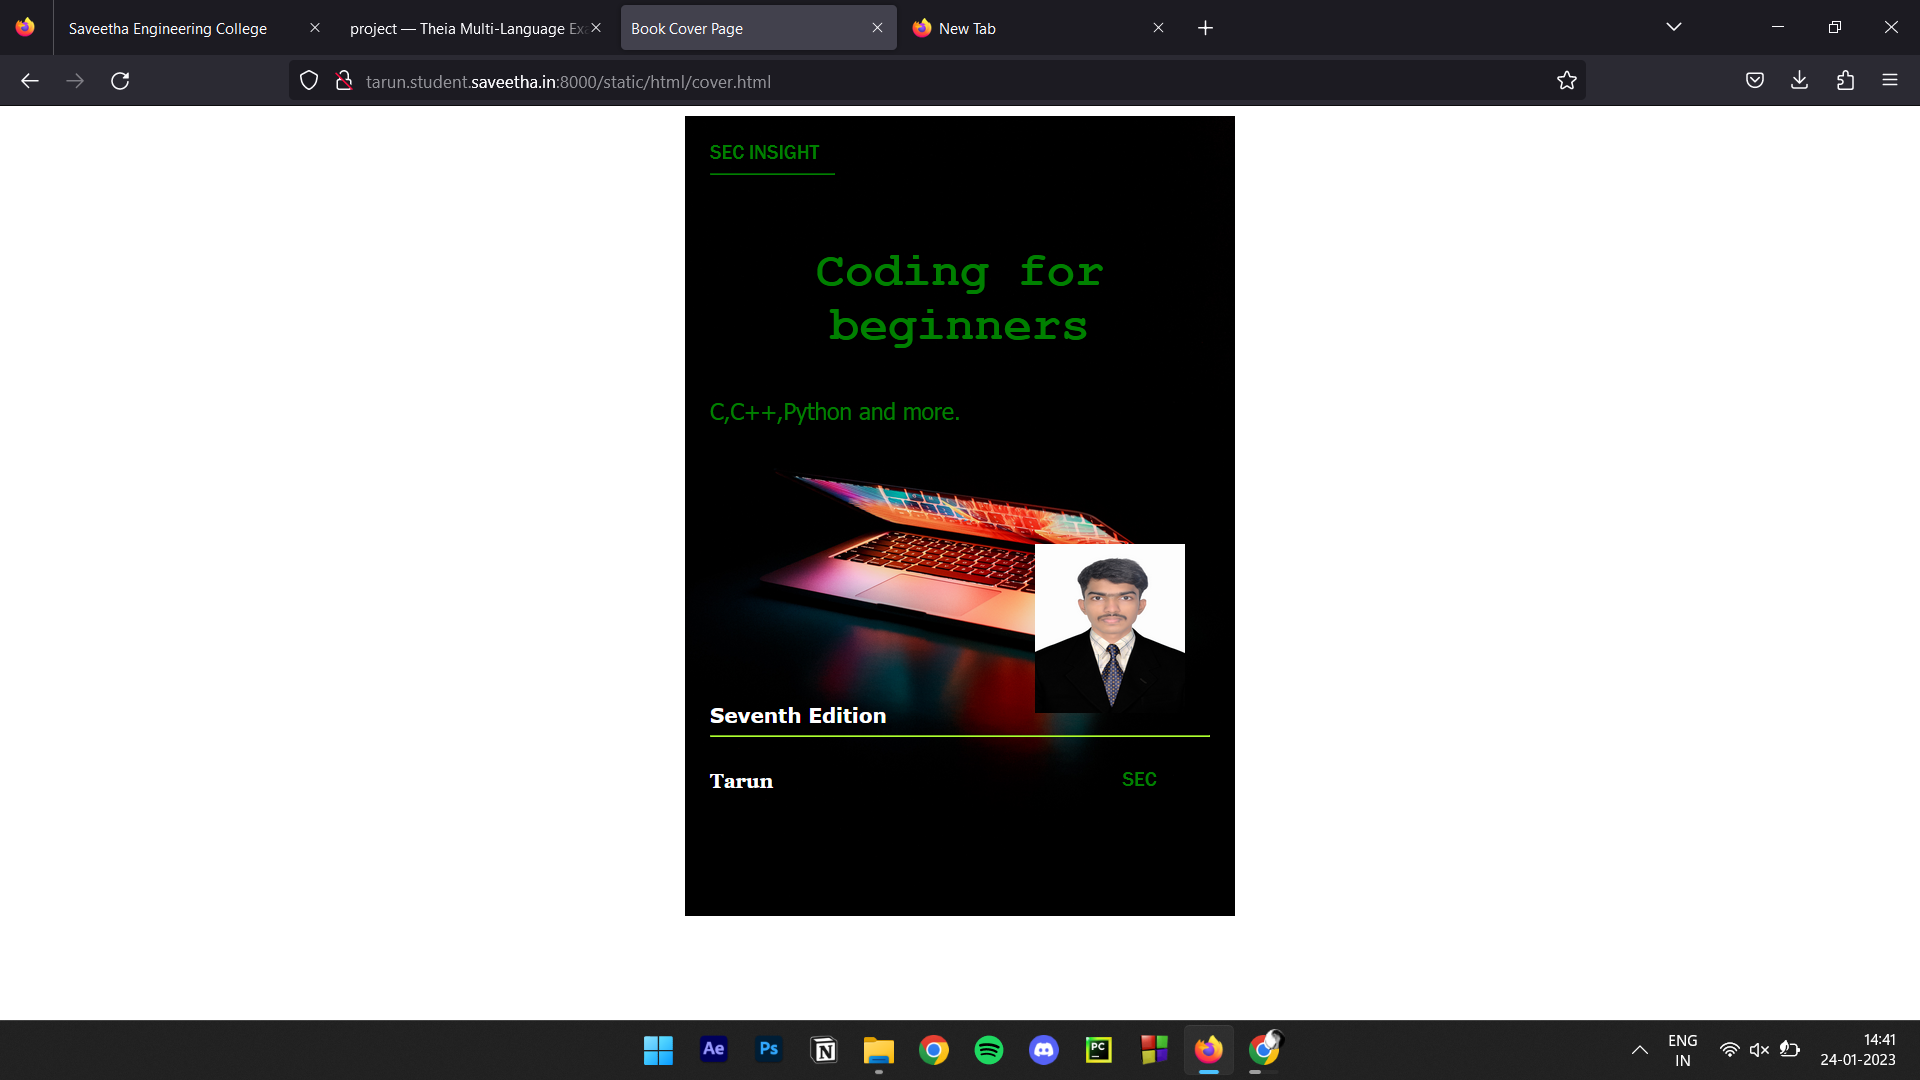 Saveetha Engineering College
project — Theia Multi-Language Ex
Book Cover Page
New Tab
tarun.student.saveetha.in:8000/static/html/cover.html
SEC INSIGHT
Coding for
beginners
C,C++,Python and more.
Seventh Edition
Tarun
SEC
Ae
Ps
N
PC
ENG
IN
14:41
24-01-2023